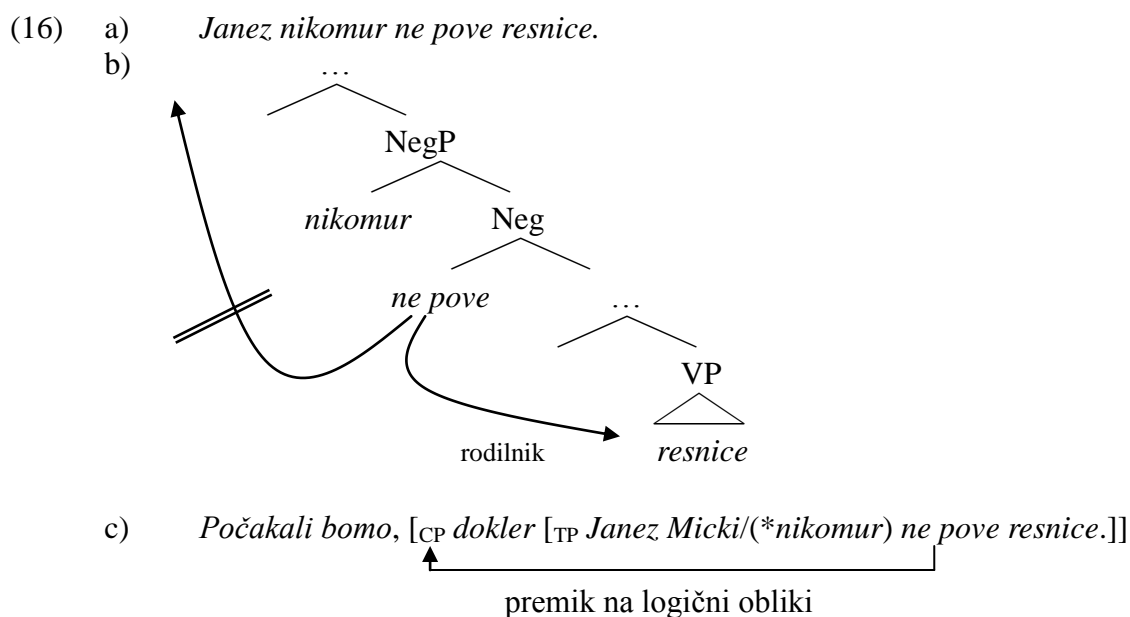 (16) a) Janez nikomur ne pove resnice.
b)
…
NegP
nikomur Neg
ne pove …
VP
rodilnik resnice
c) Počakali bomo, [CP dokler [TP Janez Micki/(*nikomur) ne pove resnice.]]
premik na logični obliki